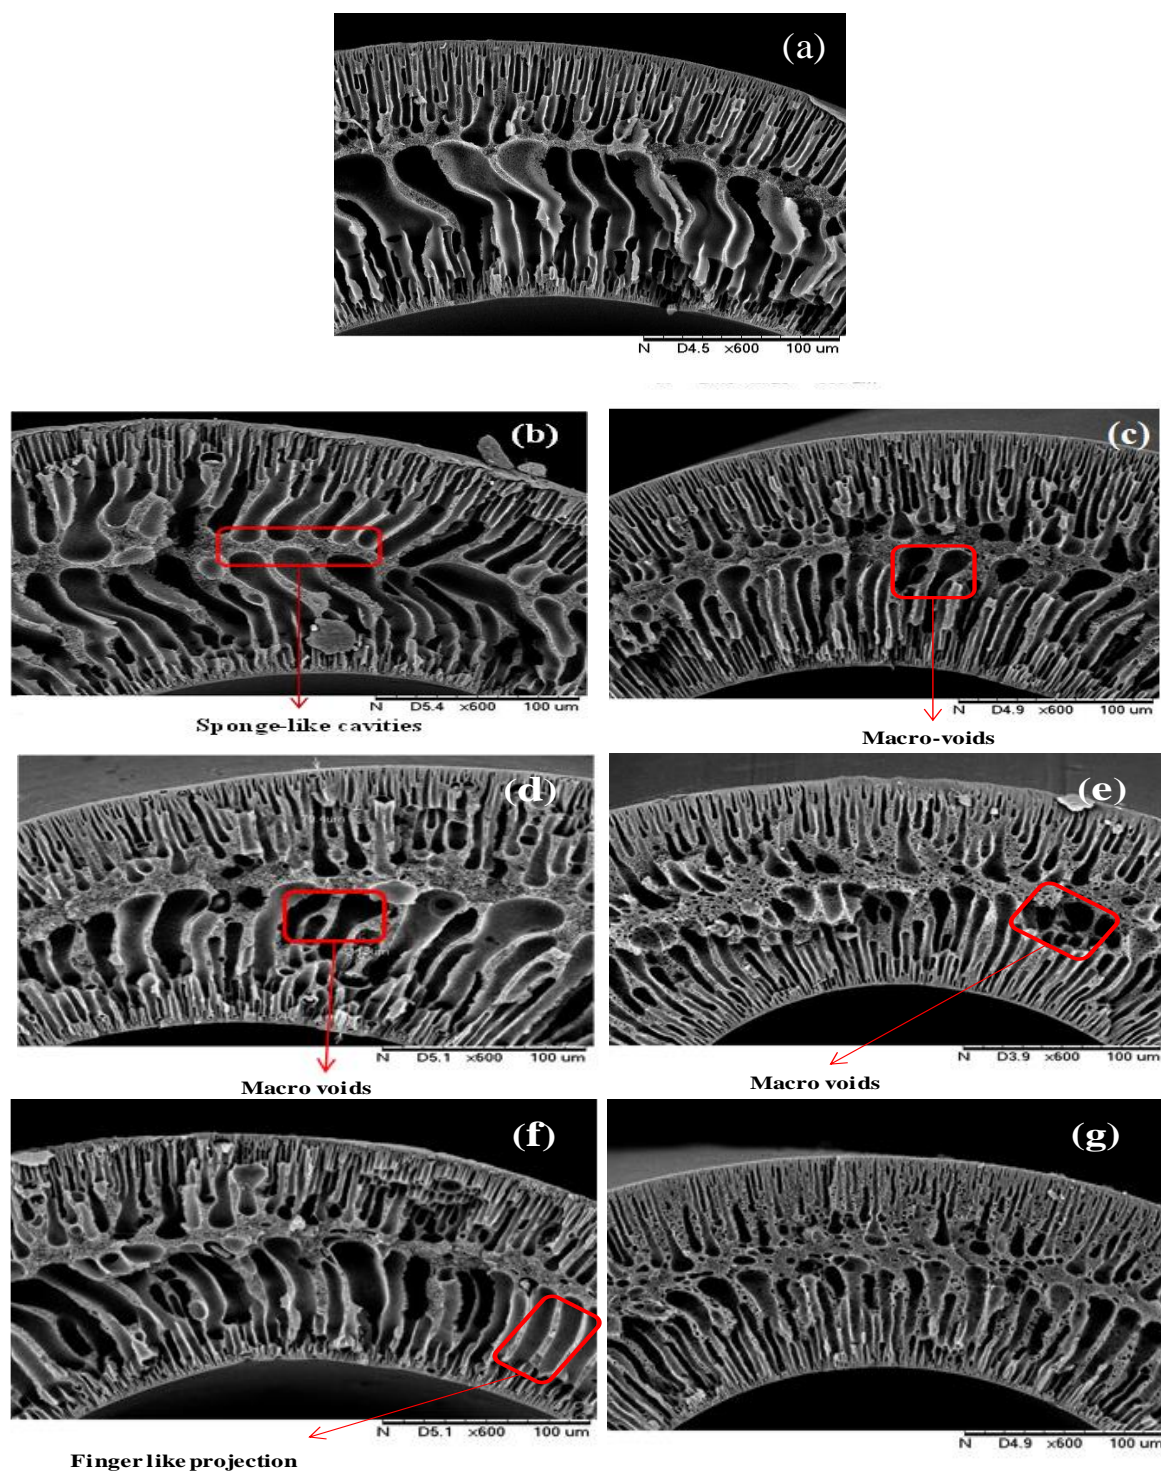 (a)
N D4.5 x600 100 um
(b)
(c)
N D5.4 x600 100 um
N D4.9 x600 100 um
Sponge-like cavities
Macro-voids
(d)
(e)
79.4um
N D5.1 x600 100 um
N D3.9 x600 100 um
Macro voids
Macro voids
(f)
(g)
N D5.1 x600 100 um
N D4.9 x600 100 um
Finger like projection